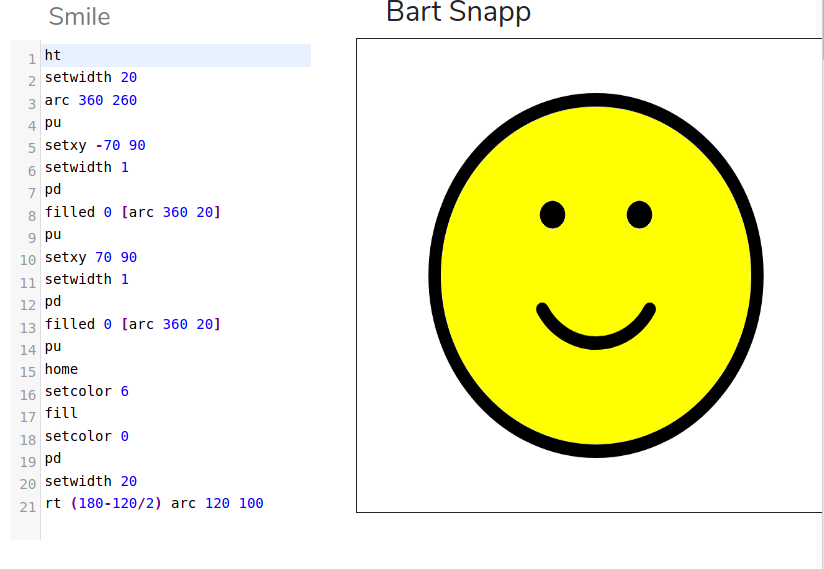 Smile
Bart Snapp
1 ht
2 setwidth 20
3 arc 360 260
4 pu
5 setxy -70 90
6 setwidth 1
7 pd
8 filled 0 [arc 360 20]
9 pu
10 setxy 70 90
11 setwidth 1
12 pd
13 filled 0 [arc 360 20]
14 pu
15 home
16 setcolor 6
17 fill
18 setcolor 0
19 pd
20 setwidth 20
21 rt (180-120/2) arc 120 100